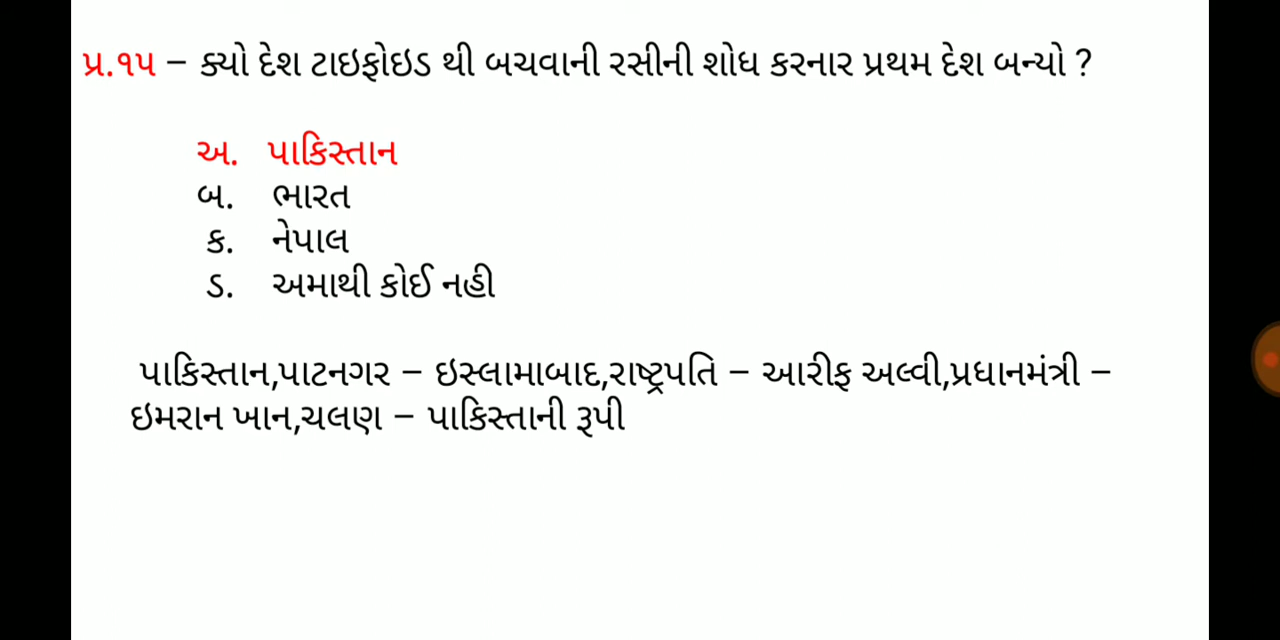 પ્ર.૧૫ – ક્યો દેશ ટાઇફોઇડ થી બચવાની રસીની શોધ કરનાર પ્રથમ દેશ બન્યો ?
અ. પાકિસ્તાન
બ. ભારત
ક. નેપાલ
ડ. અમાથી કોઈ નહી
પાકિસ્તાન,પાટનગર – ઇસ્લામાબાદ,રાષ્ટ્રપતિ – આરીફ અલ્વી,પ્રધાનમંત્રી –
ઇમરાન ખાન,ચલણ – પાકિસ્તાની રૂપી